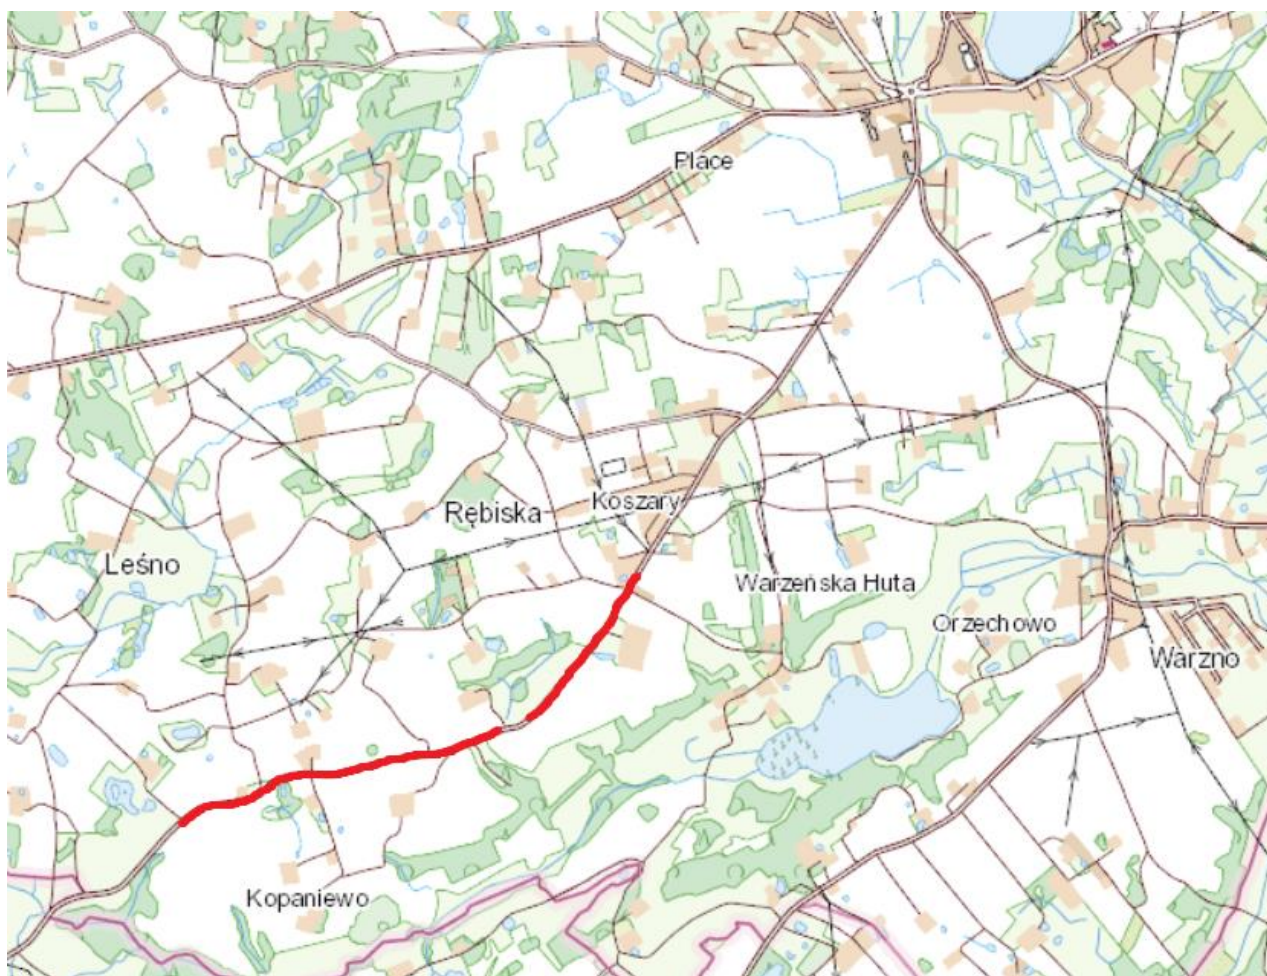 Place
Koszary
Rębiska
Leśno
Warzeńska Huta
Orzechowo
Warzno
Kopaniewo